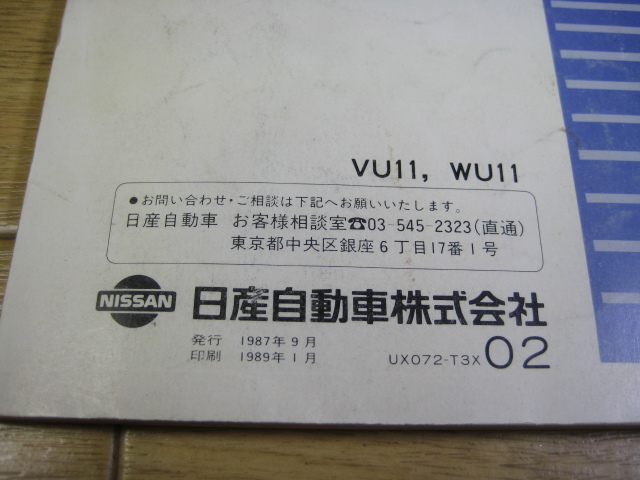 VU11, WU11
●お問い合わせ・ご相談は下記へお願いいたします。
日産自動車 お客様相談室☎03-545-2323(直通)
東京都中央区銀座6丁目17番1号
NISSAN 日産自動車株式会社
発行 1987年9月
印刷 1989年1月 UX072-T3X 02